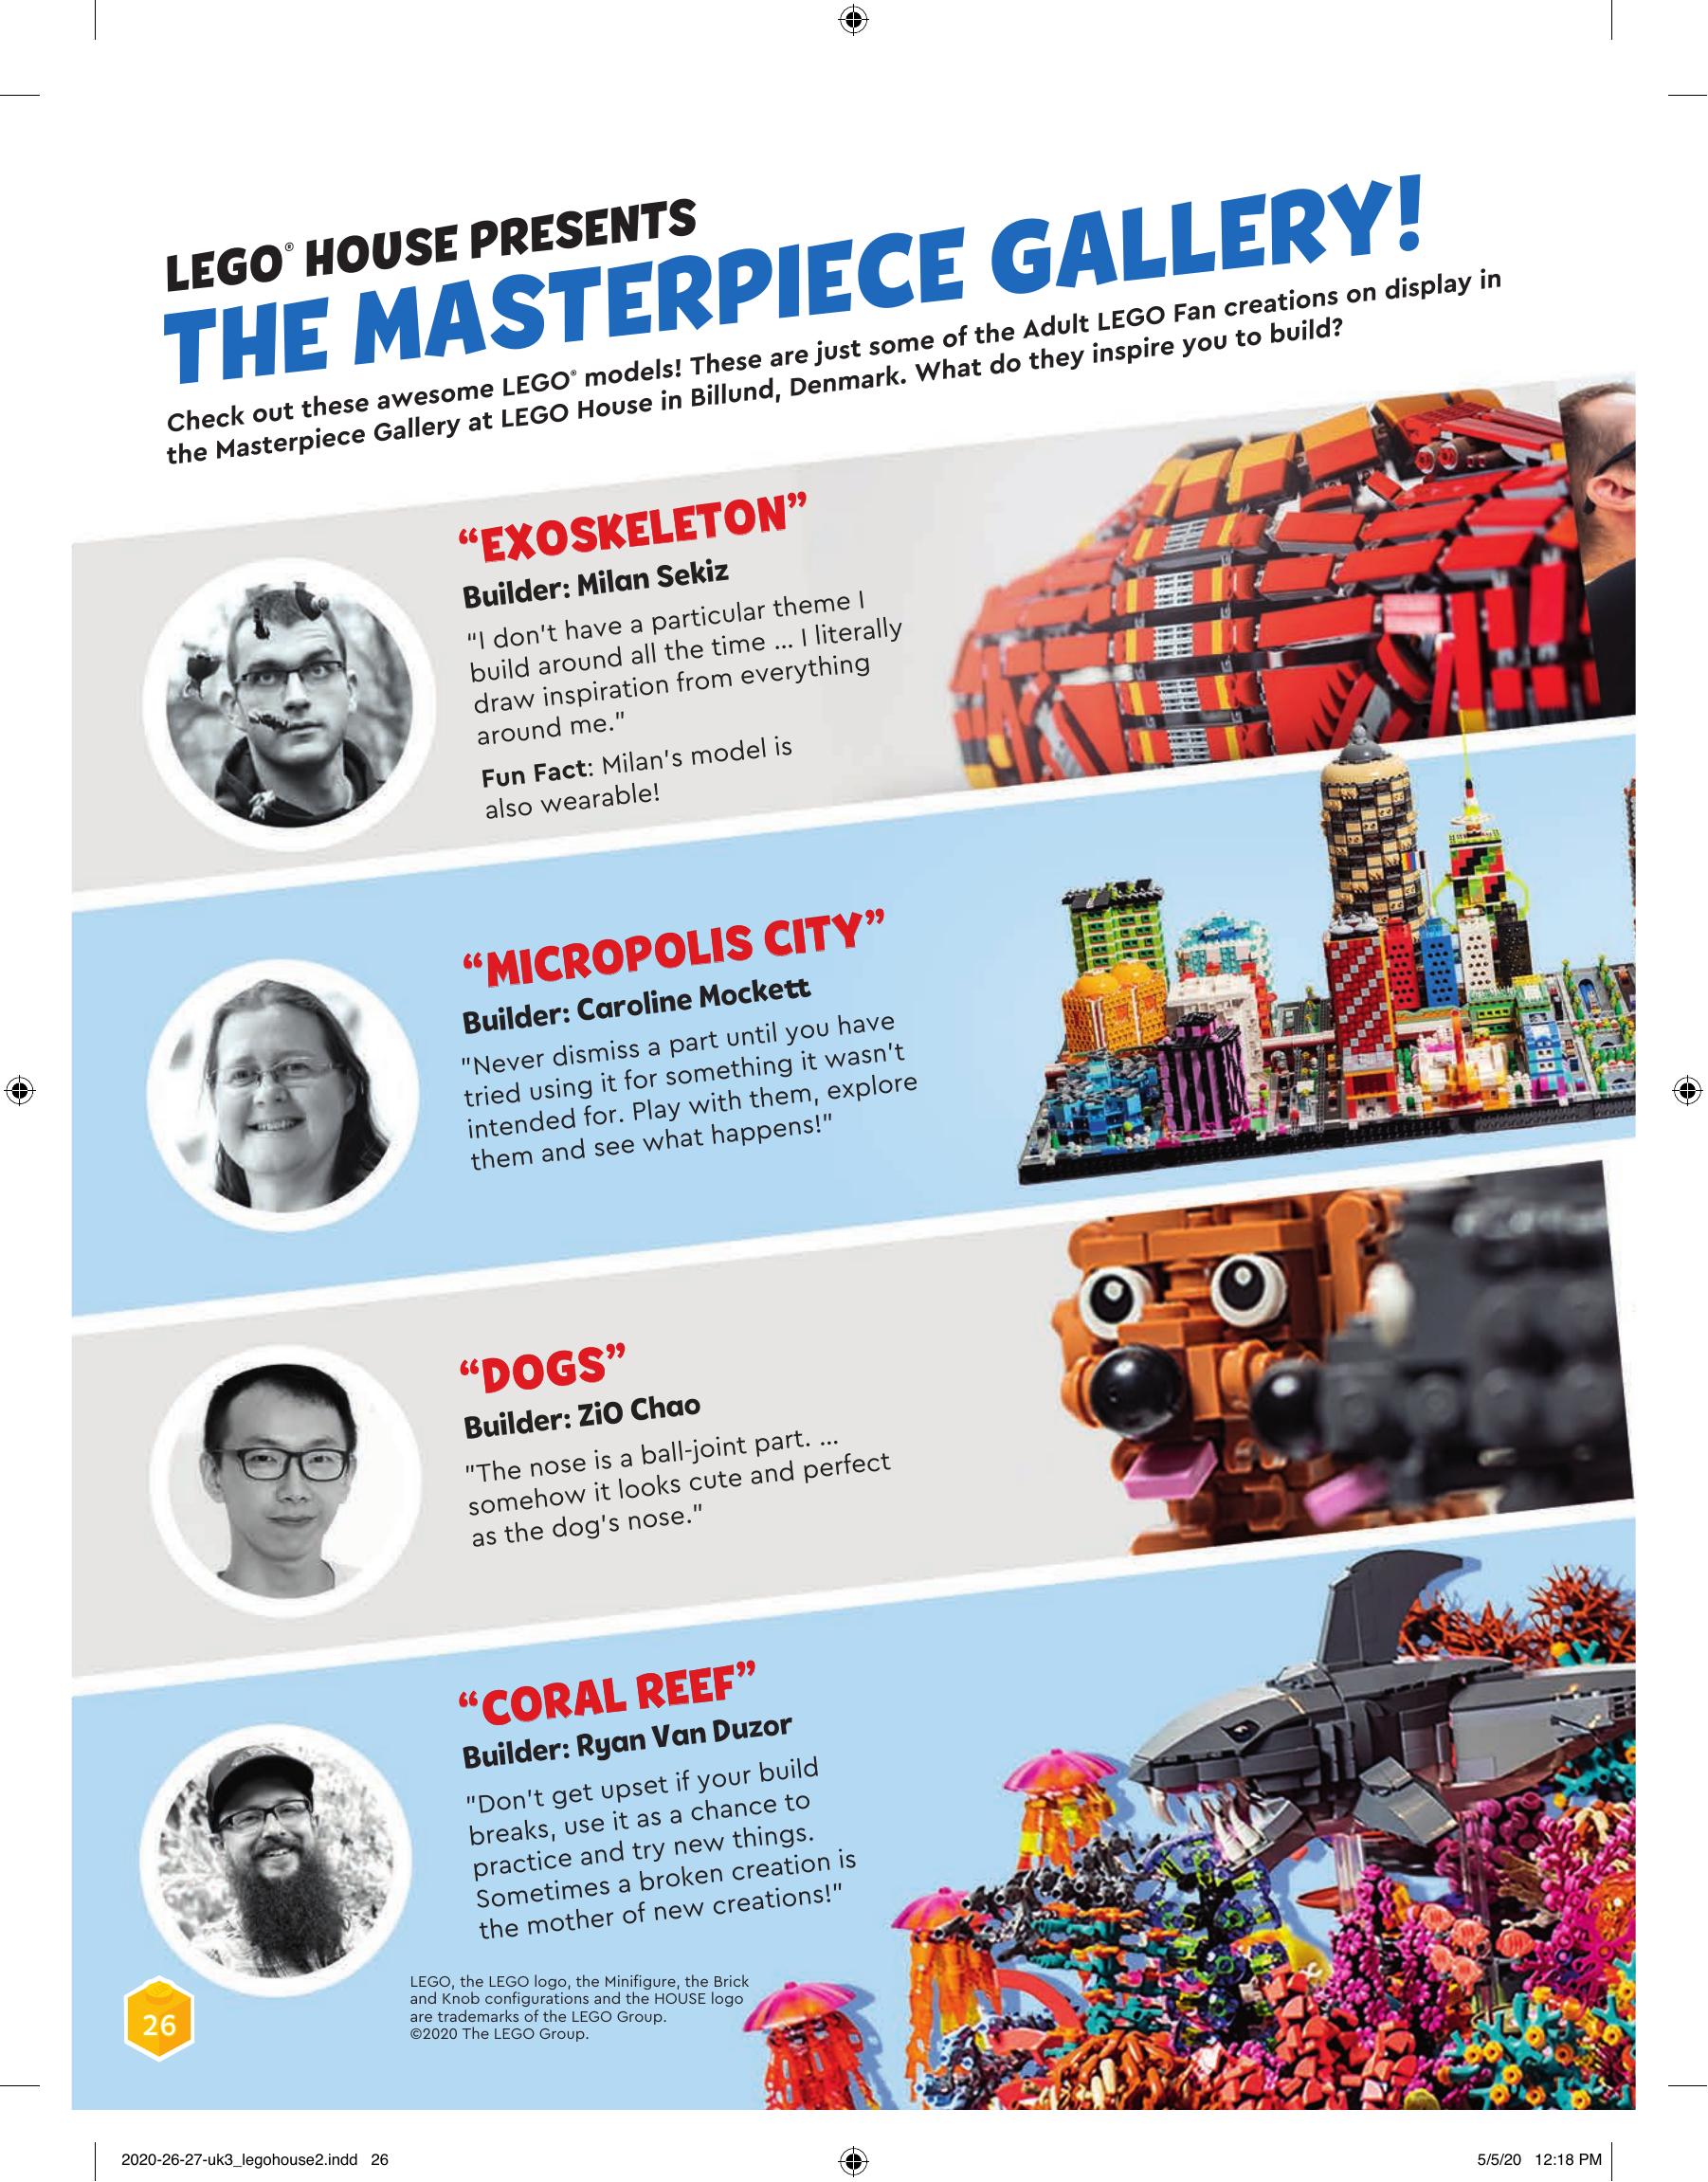 LEGO® HOUSE PRESENTS
THE MASTERPIECE GALLERY!
Check out these awesome LEGO® models! These are just some of the Adult LEGO Fan creations on display in
the Masterpiece Gallery at LEGO House in Billund, Denmark. What do they inspire you to build?
“EXOSKELETON”
Builder: Milan Sekiz
“I don't have a particular theme I
build around all the time ... I literally
draw inspiration from everything
around me.”
Fun Fact: Milan's model is
also wearable!
“MICROPOLIS CITY”
Builder: Caroline Mockett
"Never dismiss a part until you have
tried using it for something it wasn't
intended for. Play with them, explore
them and see what happens!”
“DOGS”
Builder: ZiO Chao
"The nose is a ball-joint part. ...
somehow it looks cute and perfect
as the dog's nose."
“CORAL REEF”
Builder: Ryan Van Duzor
"Don't get upset if your build
breaks, use it as a chance to
practice and try new things.
Sometimes a broken creation is
the mother of new creations!"
LEGO, the LEGO logo, the Minifigure, the Brick
and Knob configurations and the HOUSE logo
are trademarks of the LEGO Group.
©2020 The LEGO Group.
26
2020-26-27-uk3_legohouse2.indd 26
5/5/20 12:18 PM